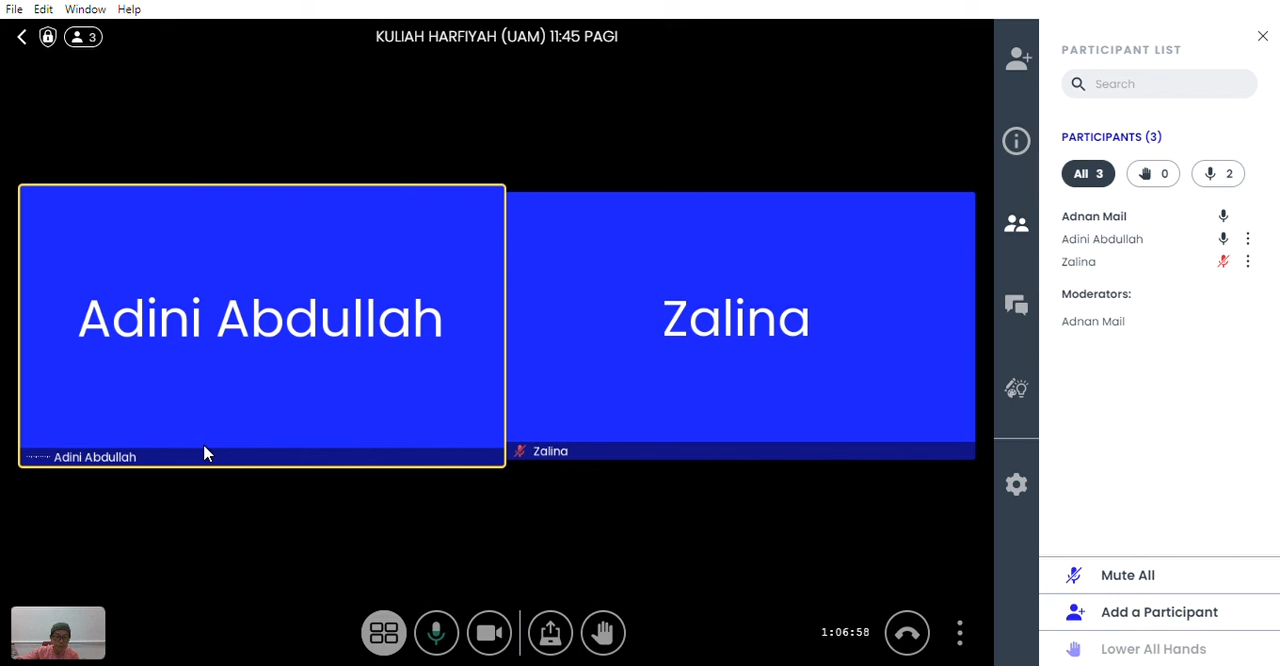 File Edit Window Help
3
KULIAH HARFIYAH (UAM) 11:45 PAGI
Adini Abdullah
Zalina
Adini Abdullah
Zalina
1:06:58
PARTICIPANT LIST
Search
PARTICIPANTS (3)
All 3 0 2
Adnan Mail
Adini Abdullah
Zalina
Moderators:
Adnan Mail
Mute All
Add a Participant
Lower All Hands